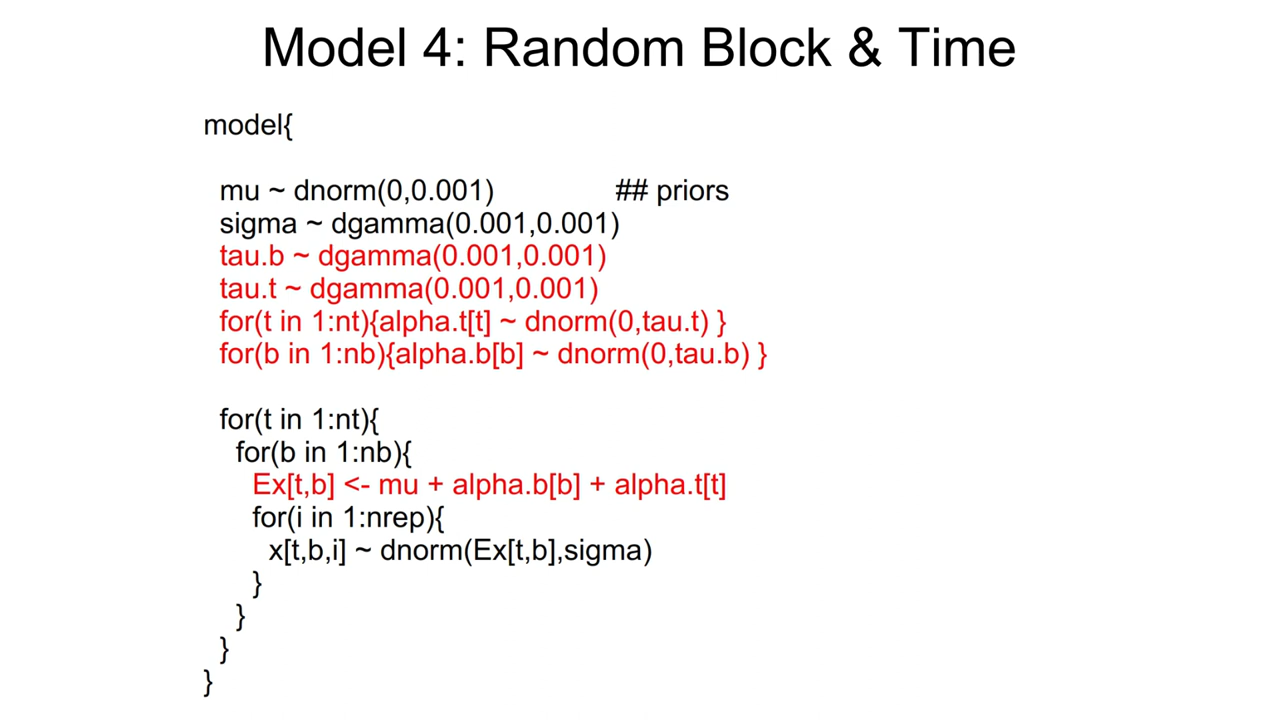 Model 4: Random Block & Time
model{
mu ~ dnorm(0,0.001) ## priors
sigma ~ dgamma(0.001,0.001)
tau.b ~ dgamma(0.001,0.001)
tau.t ~ dgamma(0.001,0.001)
for(t in 1:nt){alpha.t[t] ~ dnorm(0,tau.t) }
for(b in 1:nb){alpha.b[b] ~ dnorm(0,tau.b) }
for(t in 1:nt){
for(b in 1:nb){
Ex[t,b] <- mu + alpha.b[b] + alpha.t[t]
for(i in 1:nrep){
x[t,b,i] ~ dnorm(Ex[t,b],sigma)
}
}
}
}